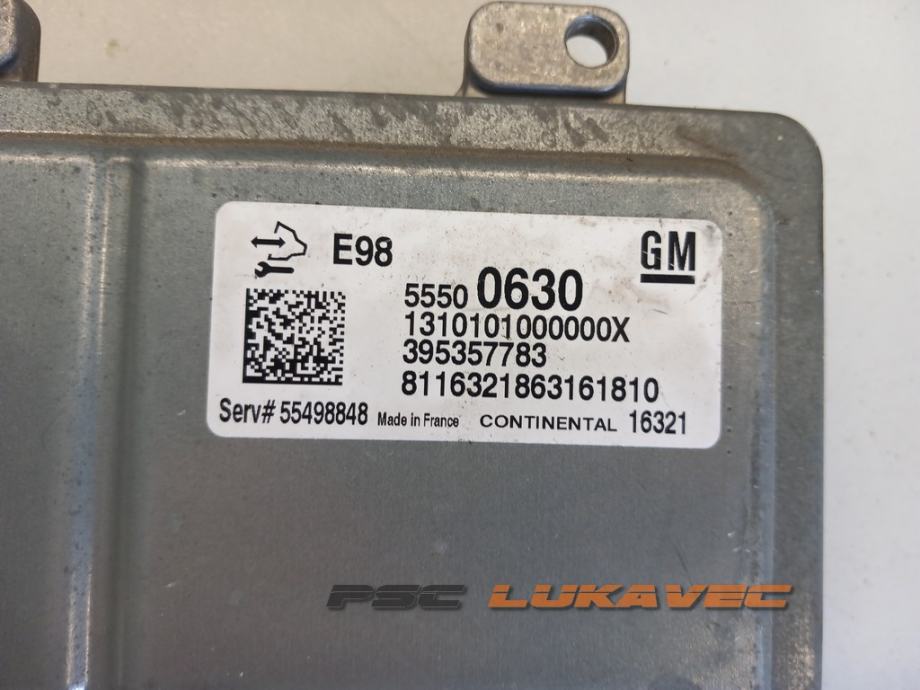 E98
GM
5550 0630
1310101000000X
395357783
8116321863161810
Serv# 55498848 Made in France CONTINENTAL 16321
PSC LUKAVEC